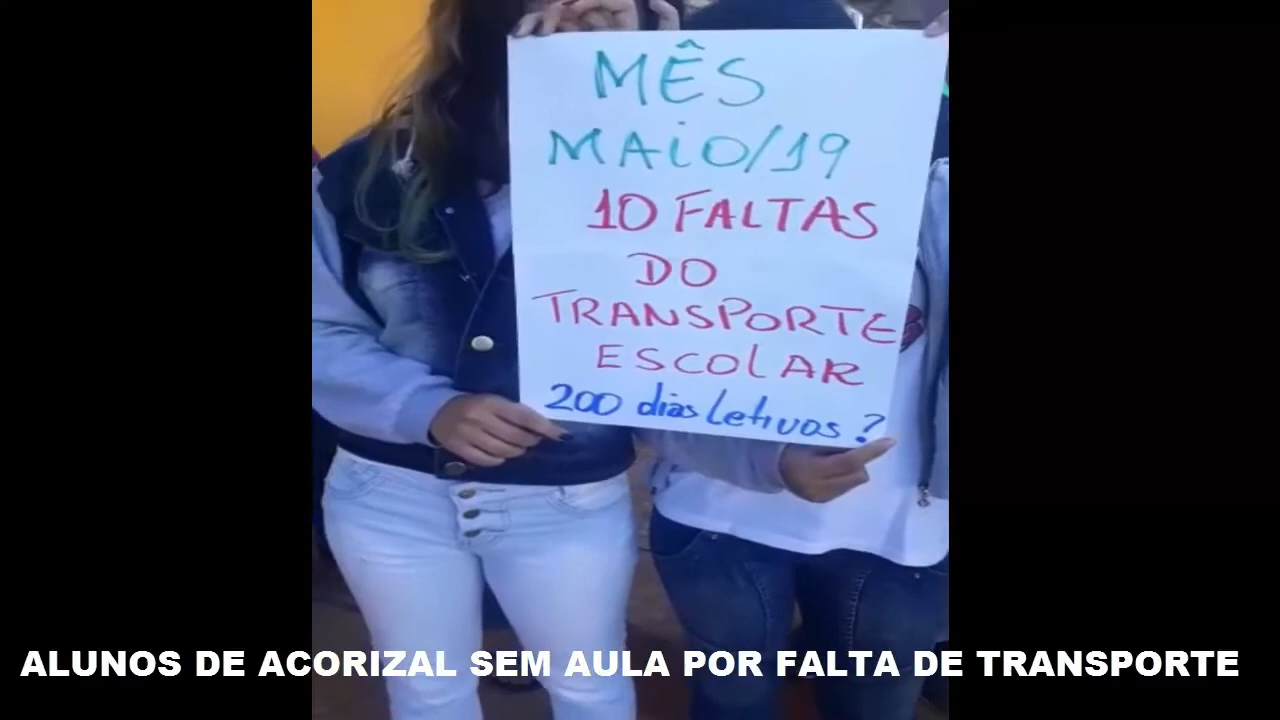 MÊS
MAIO/19
10 FALTAS
DO
TRANSPORTE
ESCOLAR
200 dias Letivos ?
ALUNOS DE ACORIZAL SEM AULA POR FALTA DE TRANSPORTE